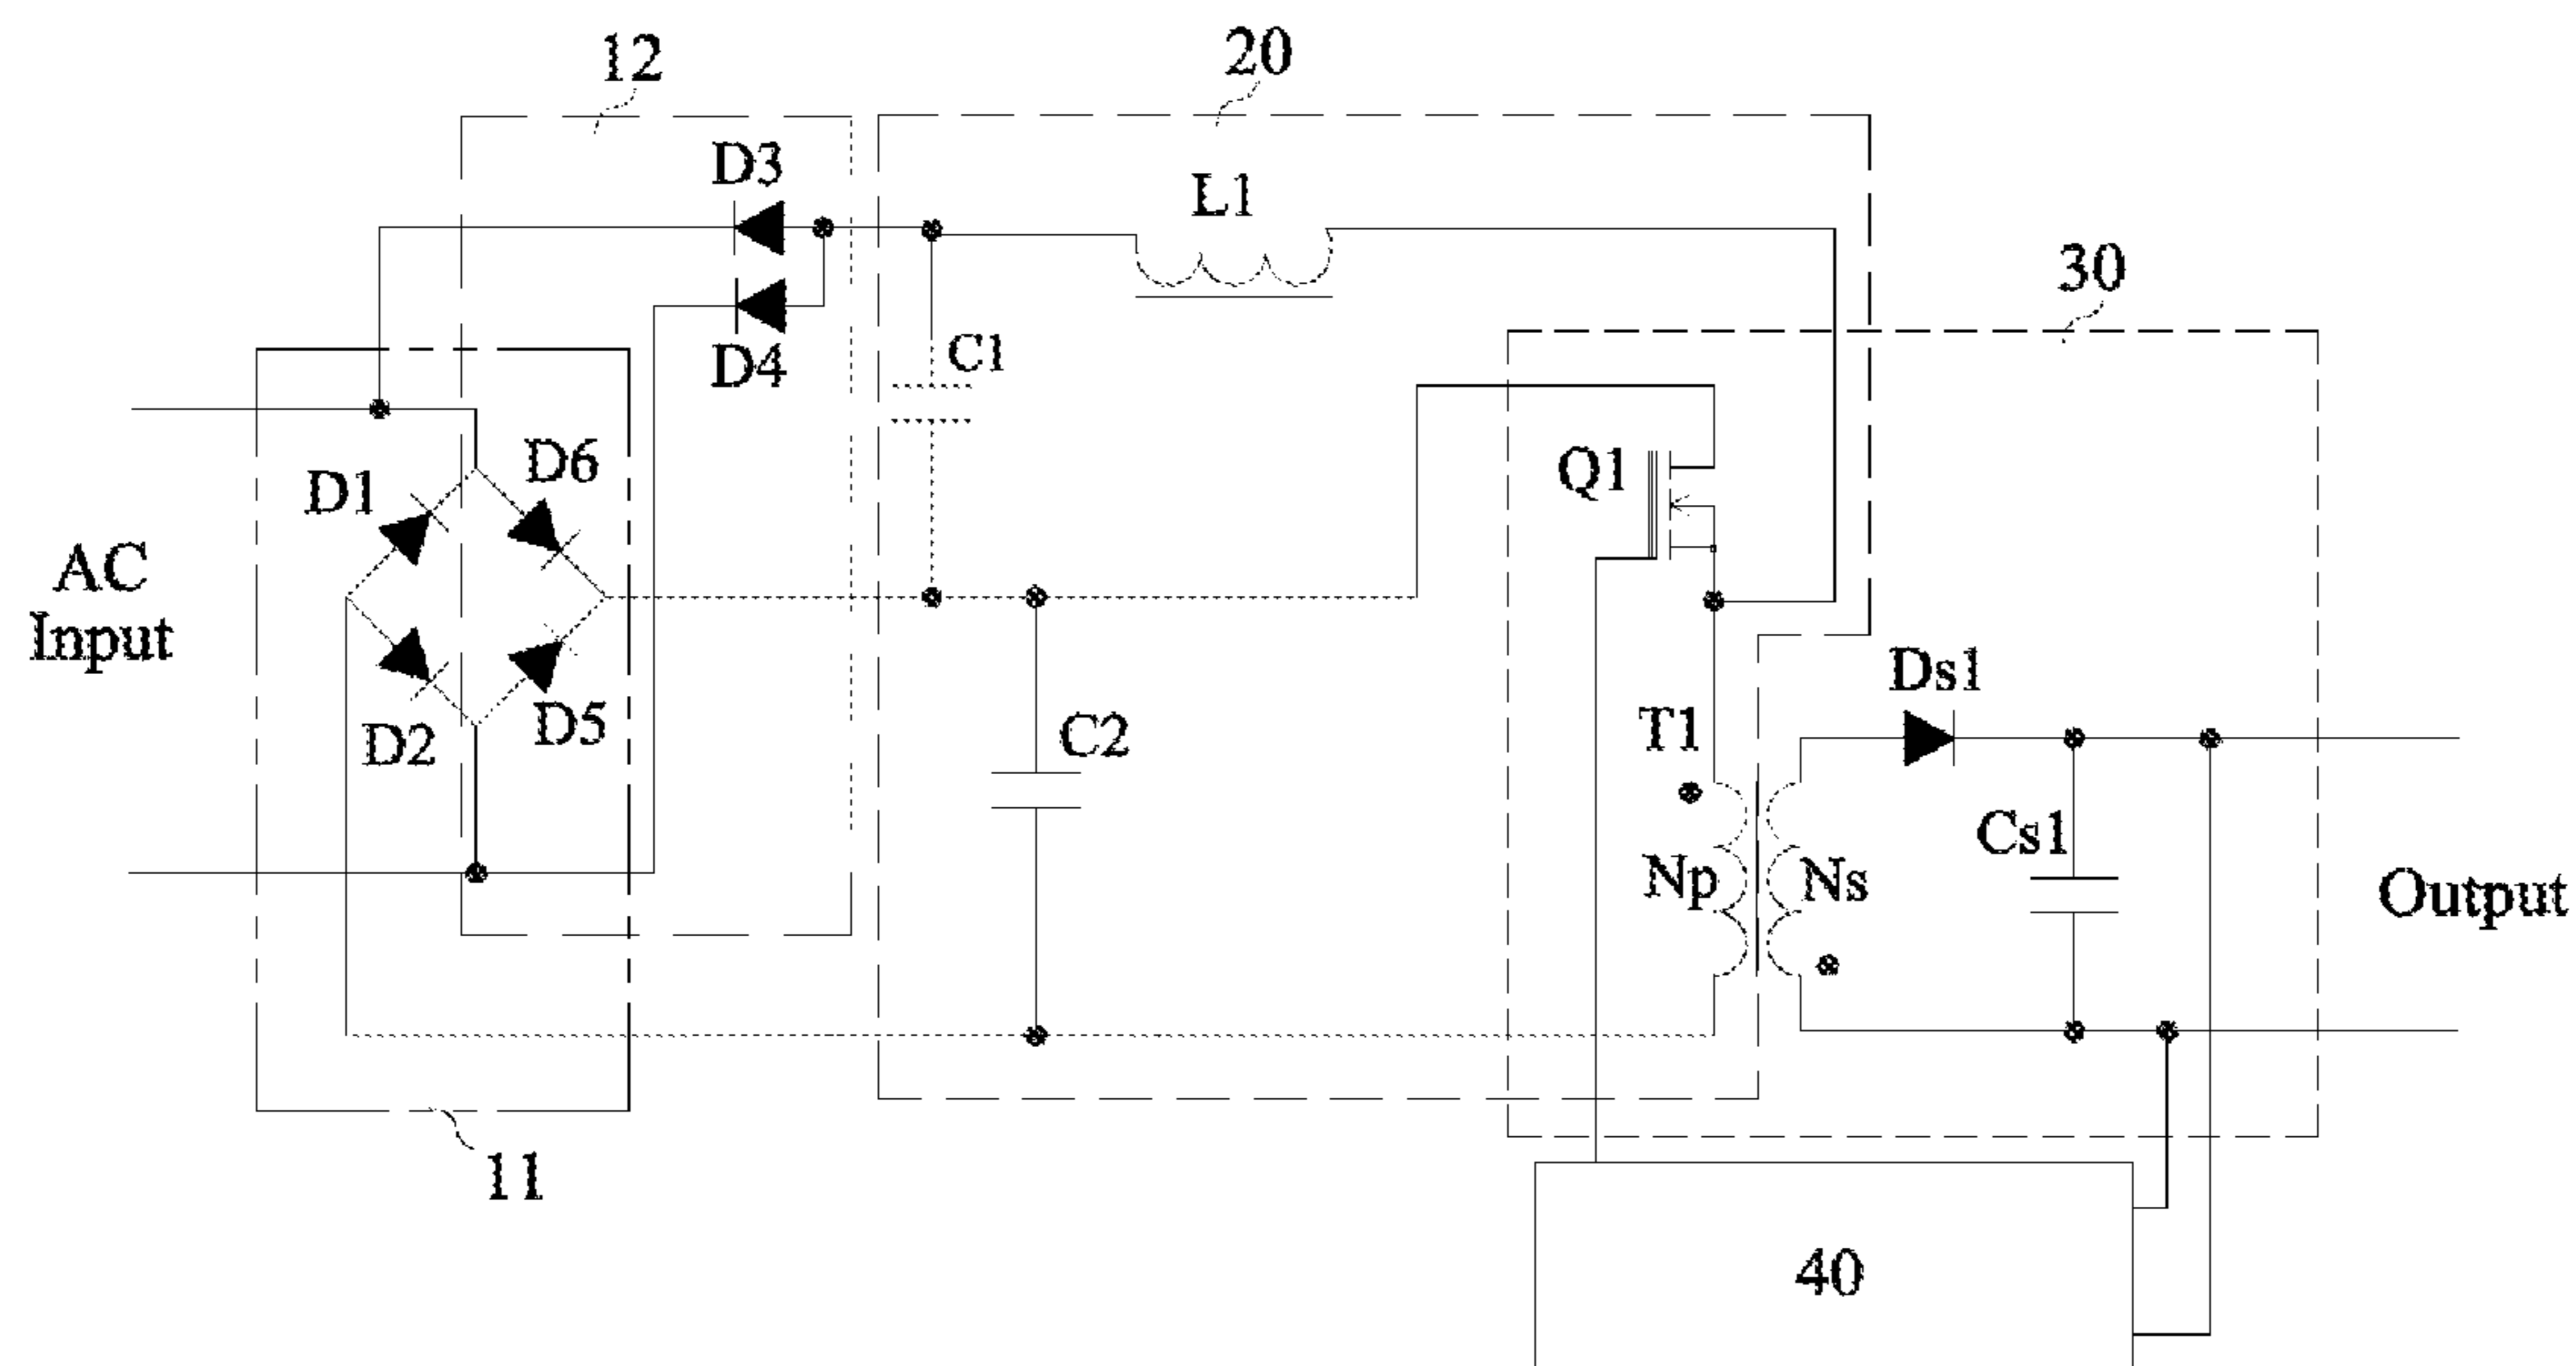 12
20
D3
L1
30
D4
C1
D6
D1
Q1
AC
Input
Ds1
D2
D5
C2
T1
Cs1
Np
Ns
Output
11
40